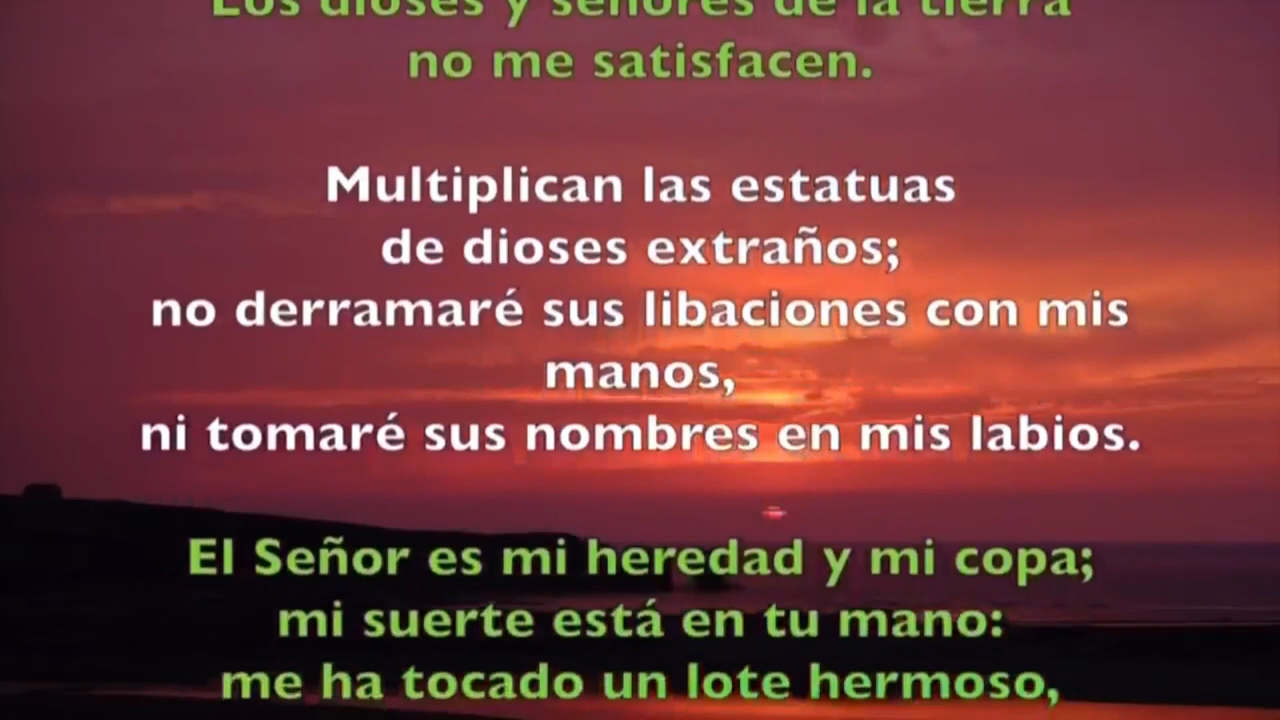 Los dioses y señores de la tierra
no me satisfacen.
Multiplican las estatuas
de dioses extraños;
no derramaré sus libaciones con mis
manos,
ni tomaré sus nombres en mis labios.
El Señor es mi heredad y mi copa;
mi suerte está en tu mano:
me ha tocado un lote hermoso,